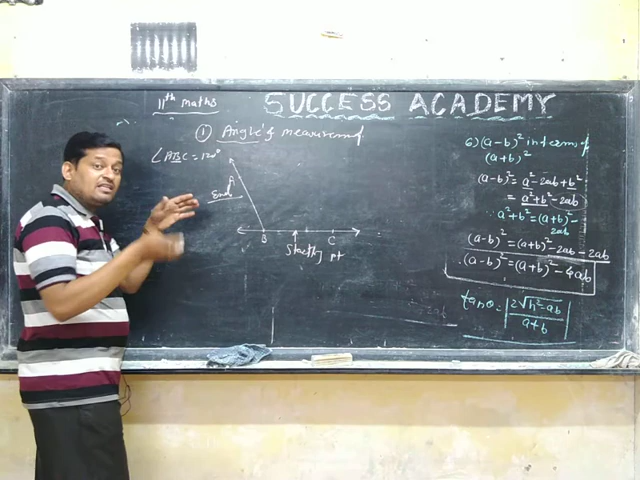 11th maths
SUCCESS ACADEMY
① Angle & measurement
∠ABC = 120°
A
End
B
C
Starting pt
6) (a-b)² in terms of
(a+b)²
(a-b)² = a² - 2ab + b²
= a² + b² - 2ab
∵ a² + b² = (a+b)² -
2ab
(a-b)² = (a+b)² - 2ab - 2ab
∴ (a-b)² = (a+b)² - 4ab
tanθ = |2√h²-ab / a+b|